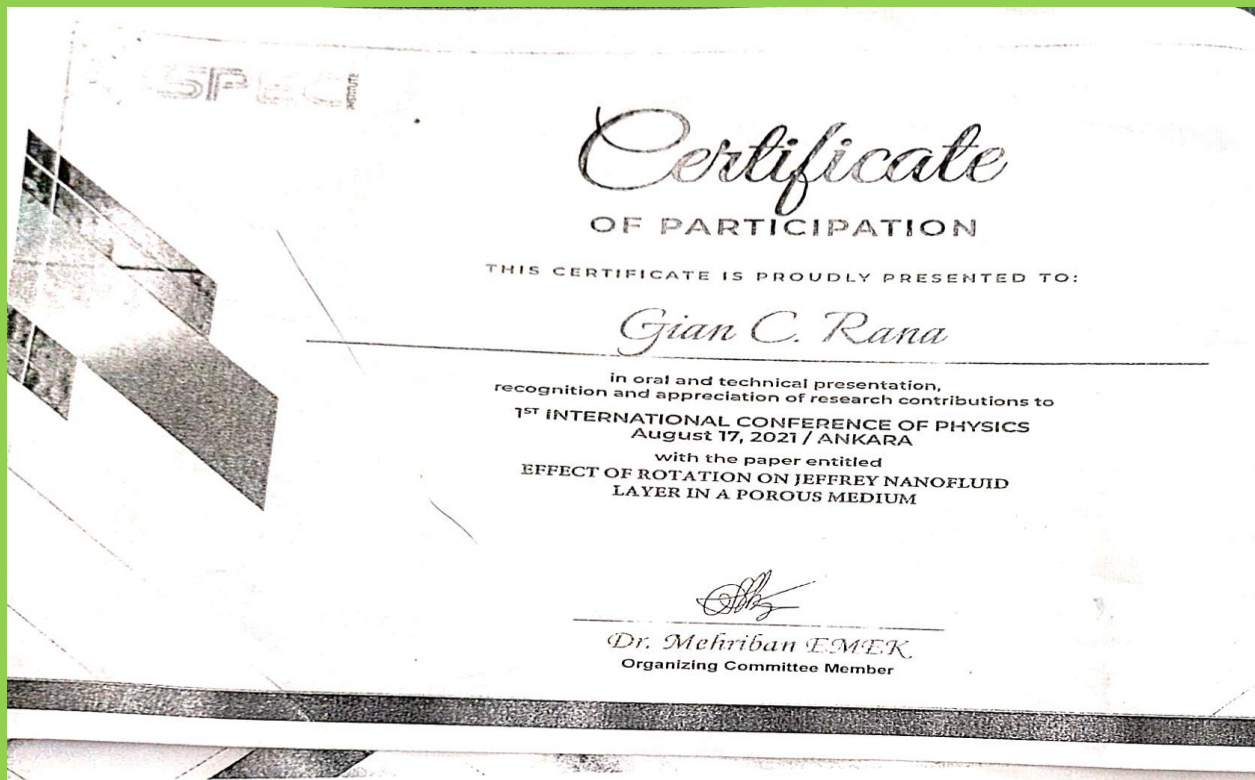 INSTITUTE
Certificate
OF PARTICIPATION
THIS CERTIFICATE IS PROUDLY PRESENTED TO:
Gian C. Rana
in oral and technical presentation,
recognition and appreciation of research contributions to
1ST INTERNATIONAL CONFERENCE OF PHYSICS
August 17, 2021 / ANKARA
with the paper entitled
EFFECT OF ROTATION ON JEFFREY NANOFLUID
LAYER IN A POROUS MEDIUM
Dr. Mehriban EMEK
Organizing Committee Member